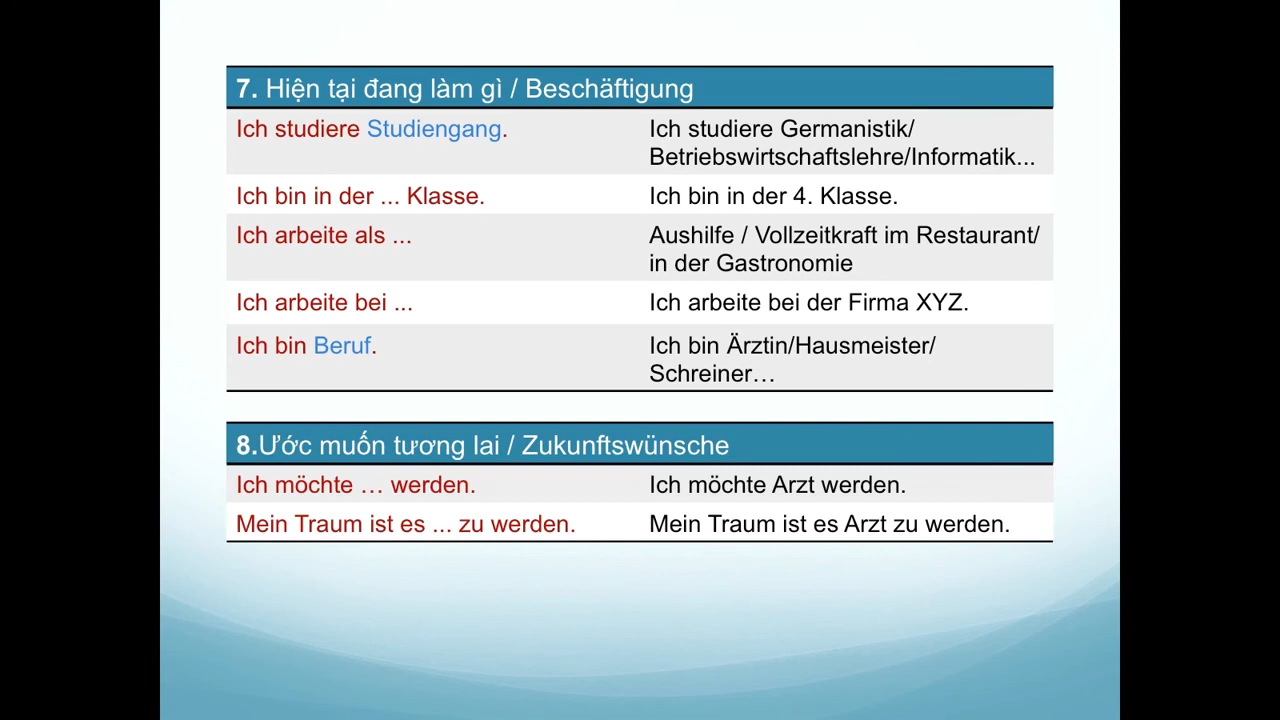 7. Hiện tại đang làm gì / Beschäftigung
Ich studiere Studiengang.
Ich studiere Germanistik/
Betriebswirtschaftslehre/Informatik...
Ich bin in der ... Klasse.
Ich bin in der 4. Klasse.
Ich arbeite als ...
Aushilfe / Vollzeitkraft im Restaurant/
in der Gastronomie
Ich arbeite bei ...
Ich arbeite bei der Firma XYZ.
Ich bin Beruf.
Ich bin Ärztin/Hausmeister/
Schreiner…
8.Ước muốn tương lai / Zukunftswünsche
Ich möchte … werden.
Ich möchte Arzt werden.
Mein Traum ist es ... zu werden.
Mein Traum ist es Arzt zu werden.